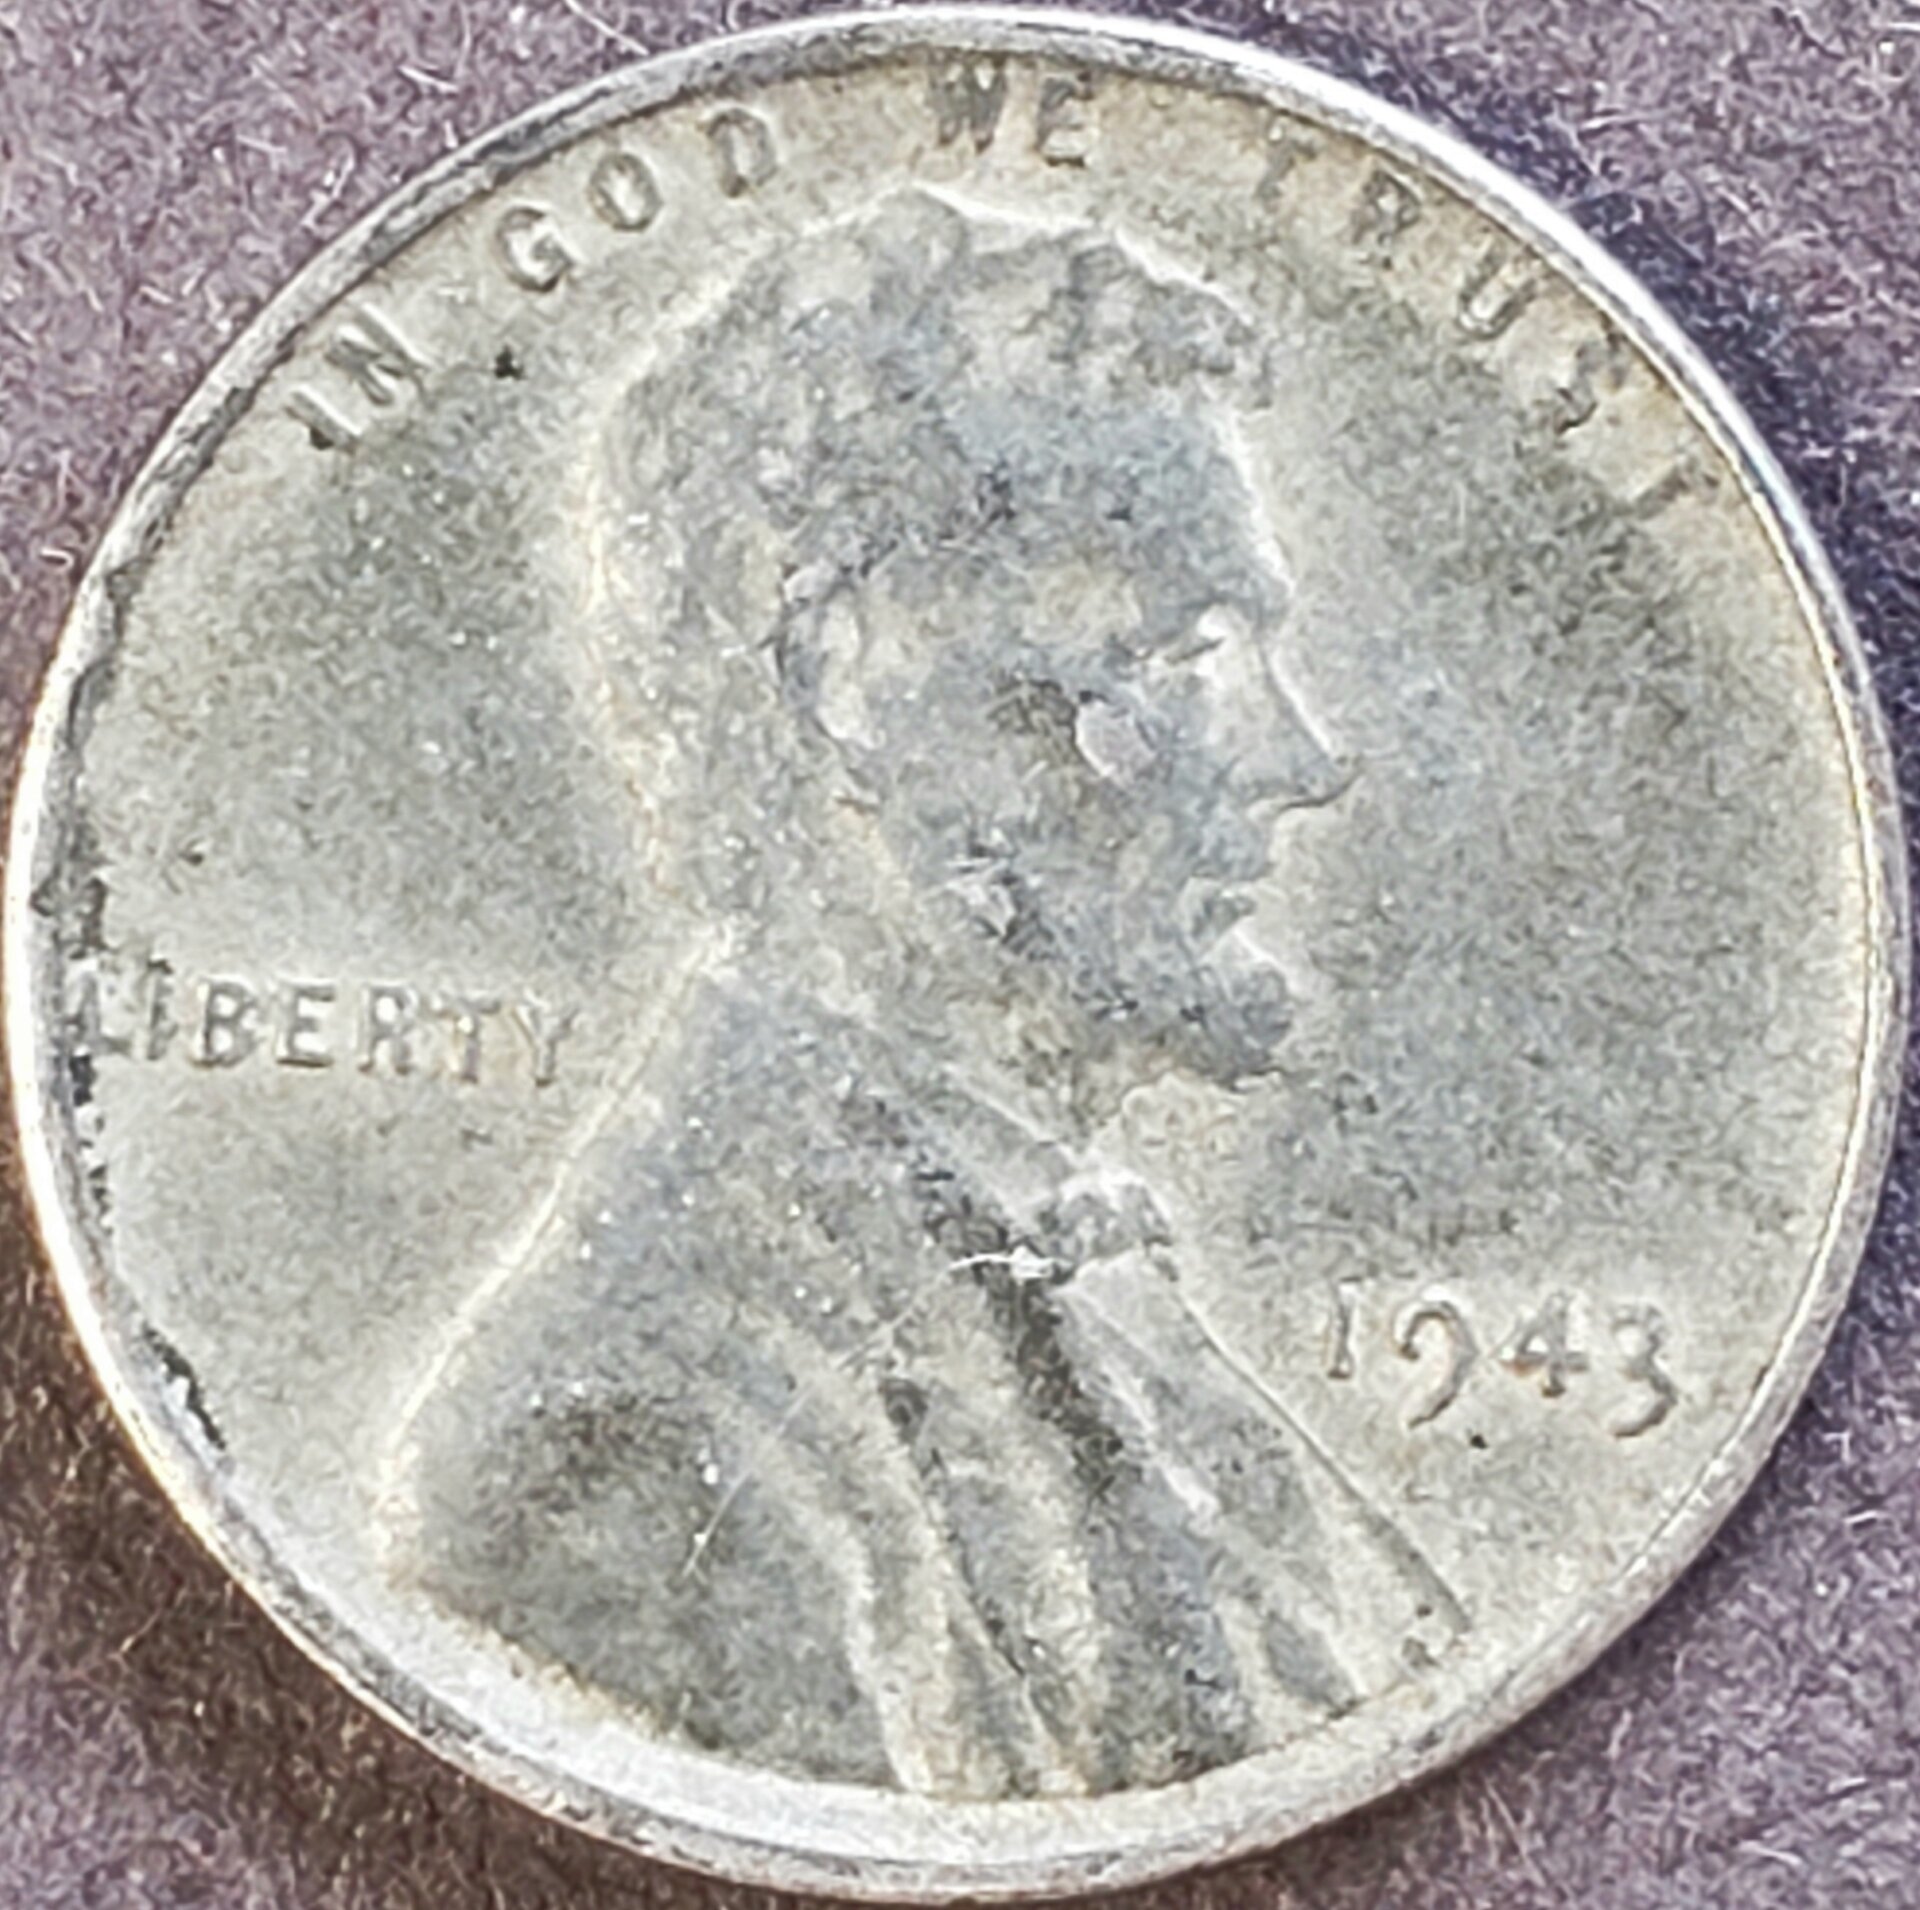 IN GOD WE TRUST
LIBERTY
1943